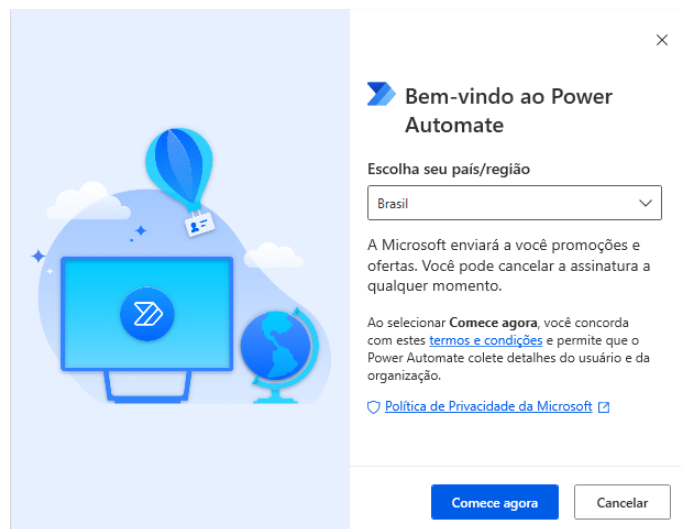 Bem-vindo ao Power
Automate
Escolha seu país/região
Brasil
A Microsoft enviará a você promoções e
ofertas. Você pode cancelar a assinatura a
qualquer momento.
Ao selecionar Comece agora, você concorda
com estes termos e condições e permite que o
Power Automate colete detalhes do usuário e da
organização.
Política de Privacidade da Microsoft
Comece agora
Cancelar